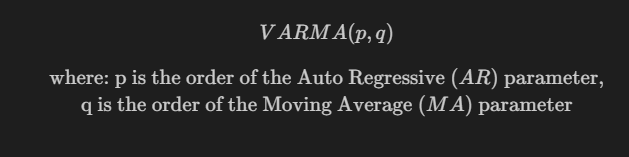 VARMA(p, q)
where: p is the order of the Auto Regressive (AR) parameter,
q is the order of the Moving Average (MA) parameter